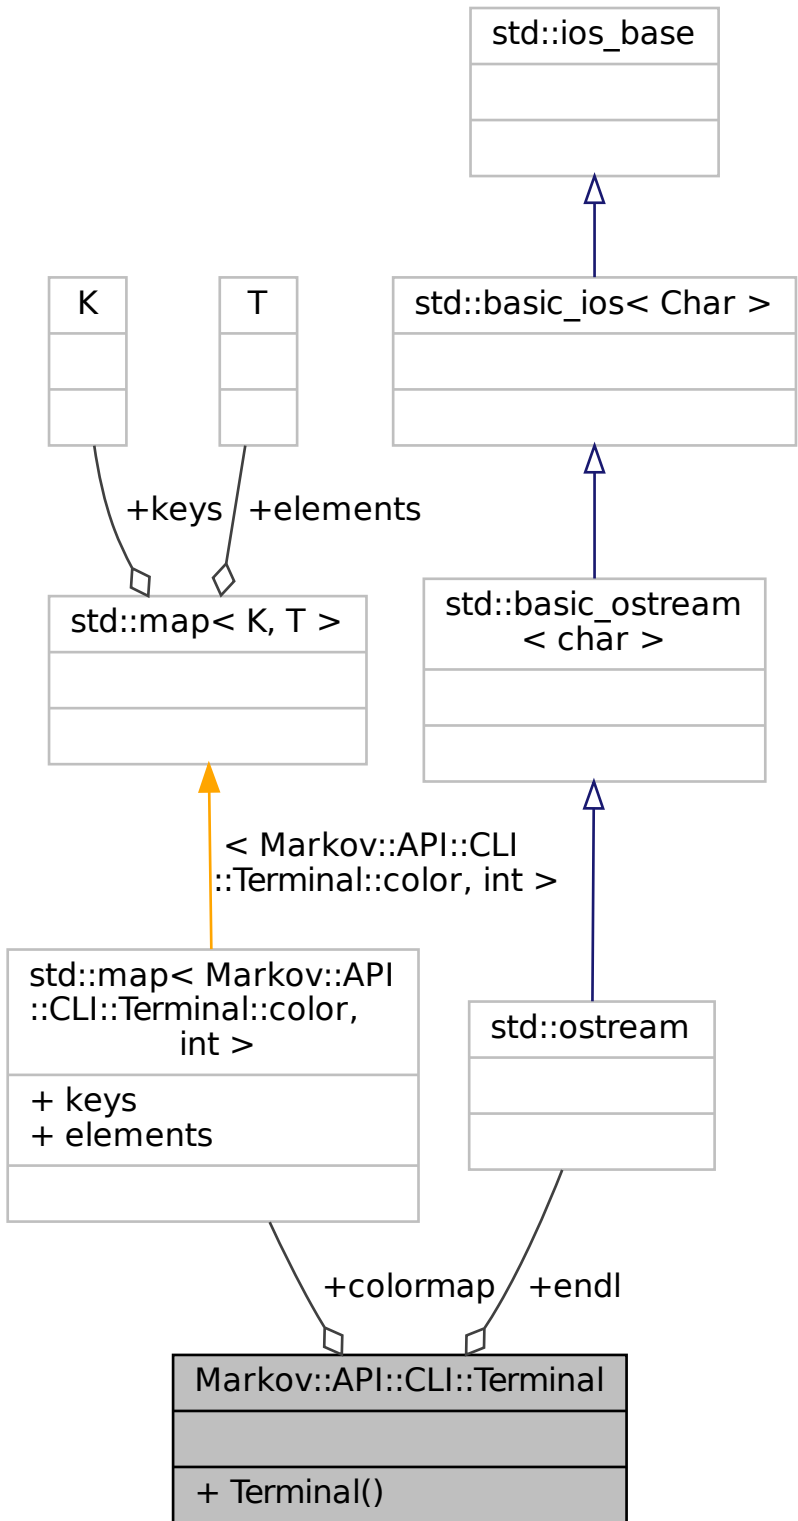 std::ios_base
K
T
std::basic_ios< Char >
+keys
+elements
std::map< K, T >
std::basic_ostream
< char >
< Markov::API::CLI
::Terminal::color, int >
std::map< Markov::API
::CLI::Terminal::color,
int >
+ keys
+ elements
std::ostream
+colormap
+endl
Markov::API::CLI::Terminal
+ Terminal()